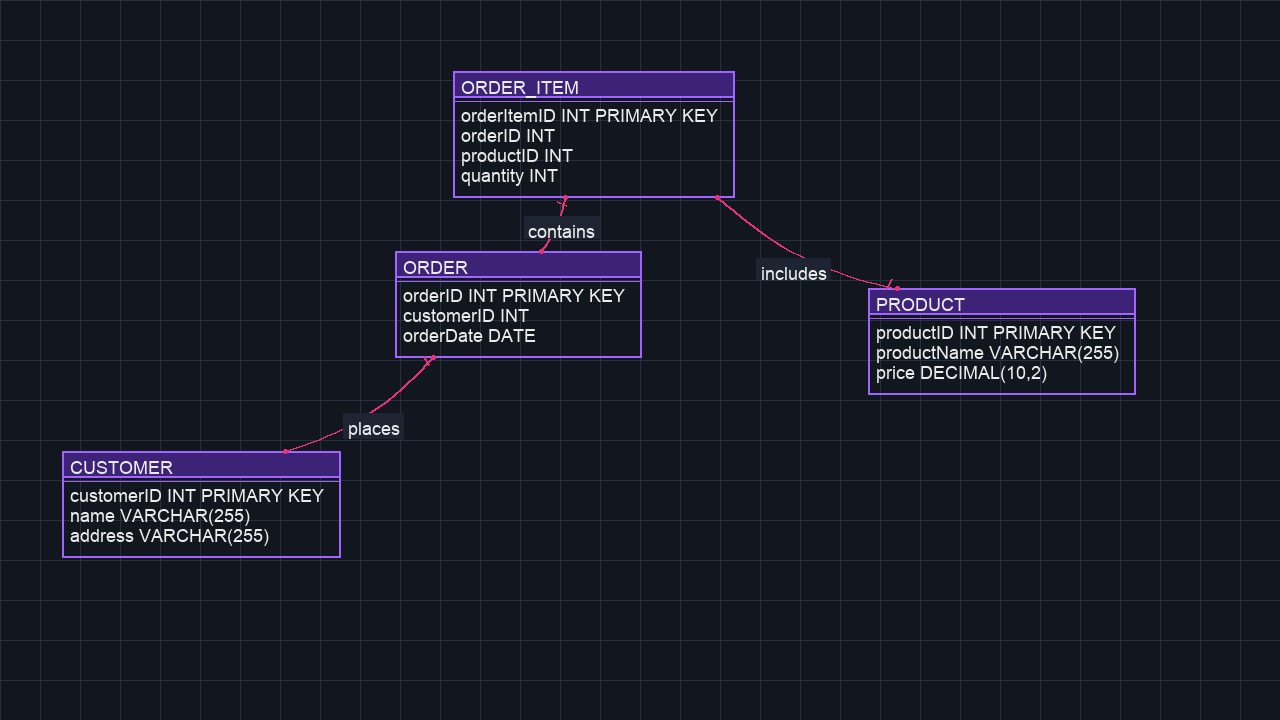 ORDER_ITEM
orderItemID INT PRIMARY KEY
orderID INT
productID INT
quantity INT
contains
ORDER
orderID INT PRIMARY KEY
customerID INT
orderDate DATE
includes
PRODUCT
productID INT PRIMARY KEY
productName VARCHAR(255)
price DECIMAL(10,2)
places
CUSTOMER
customerID INT PRIMARY KEY
name VARCHAR(255)
address VARCHAR(255)